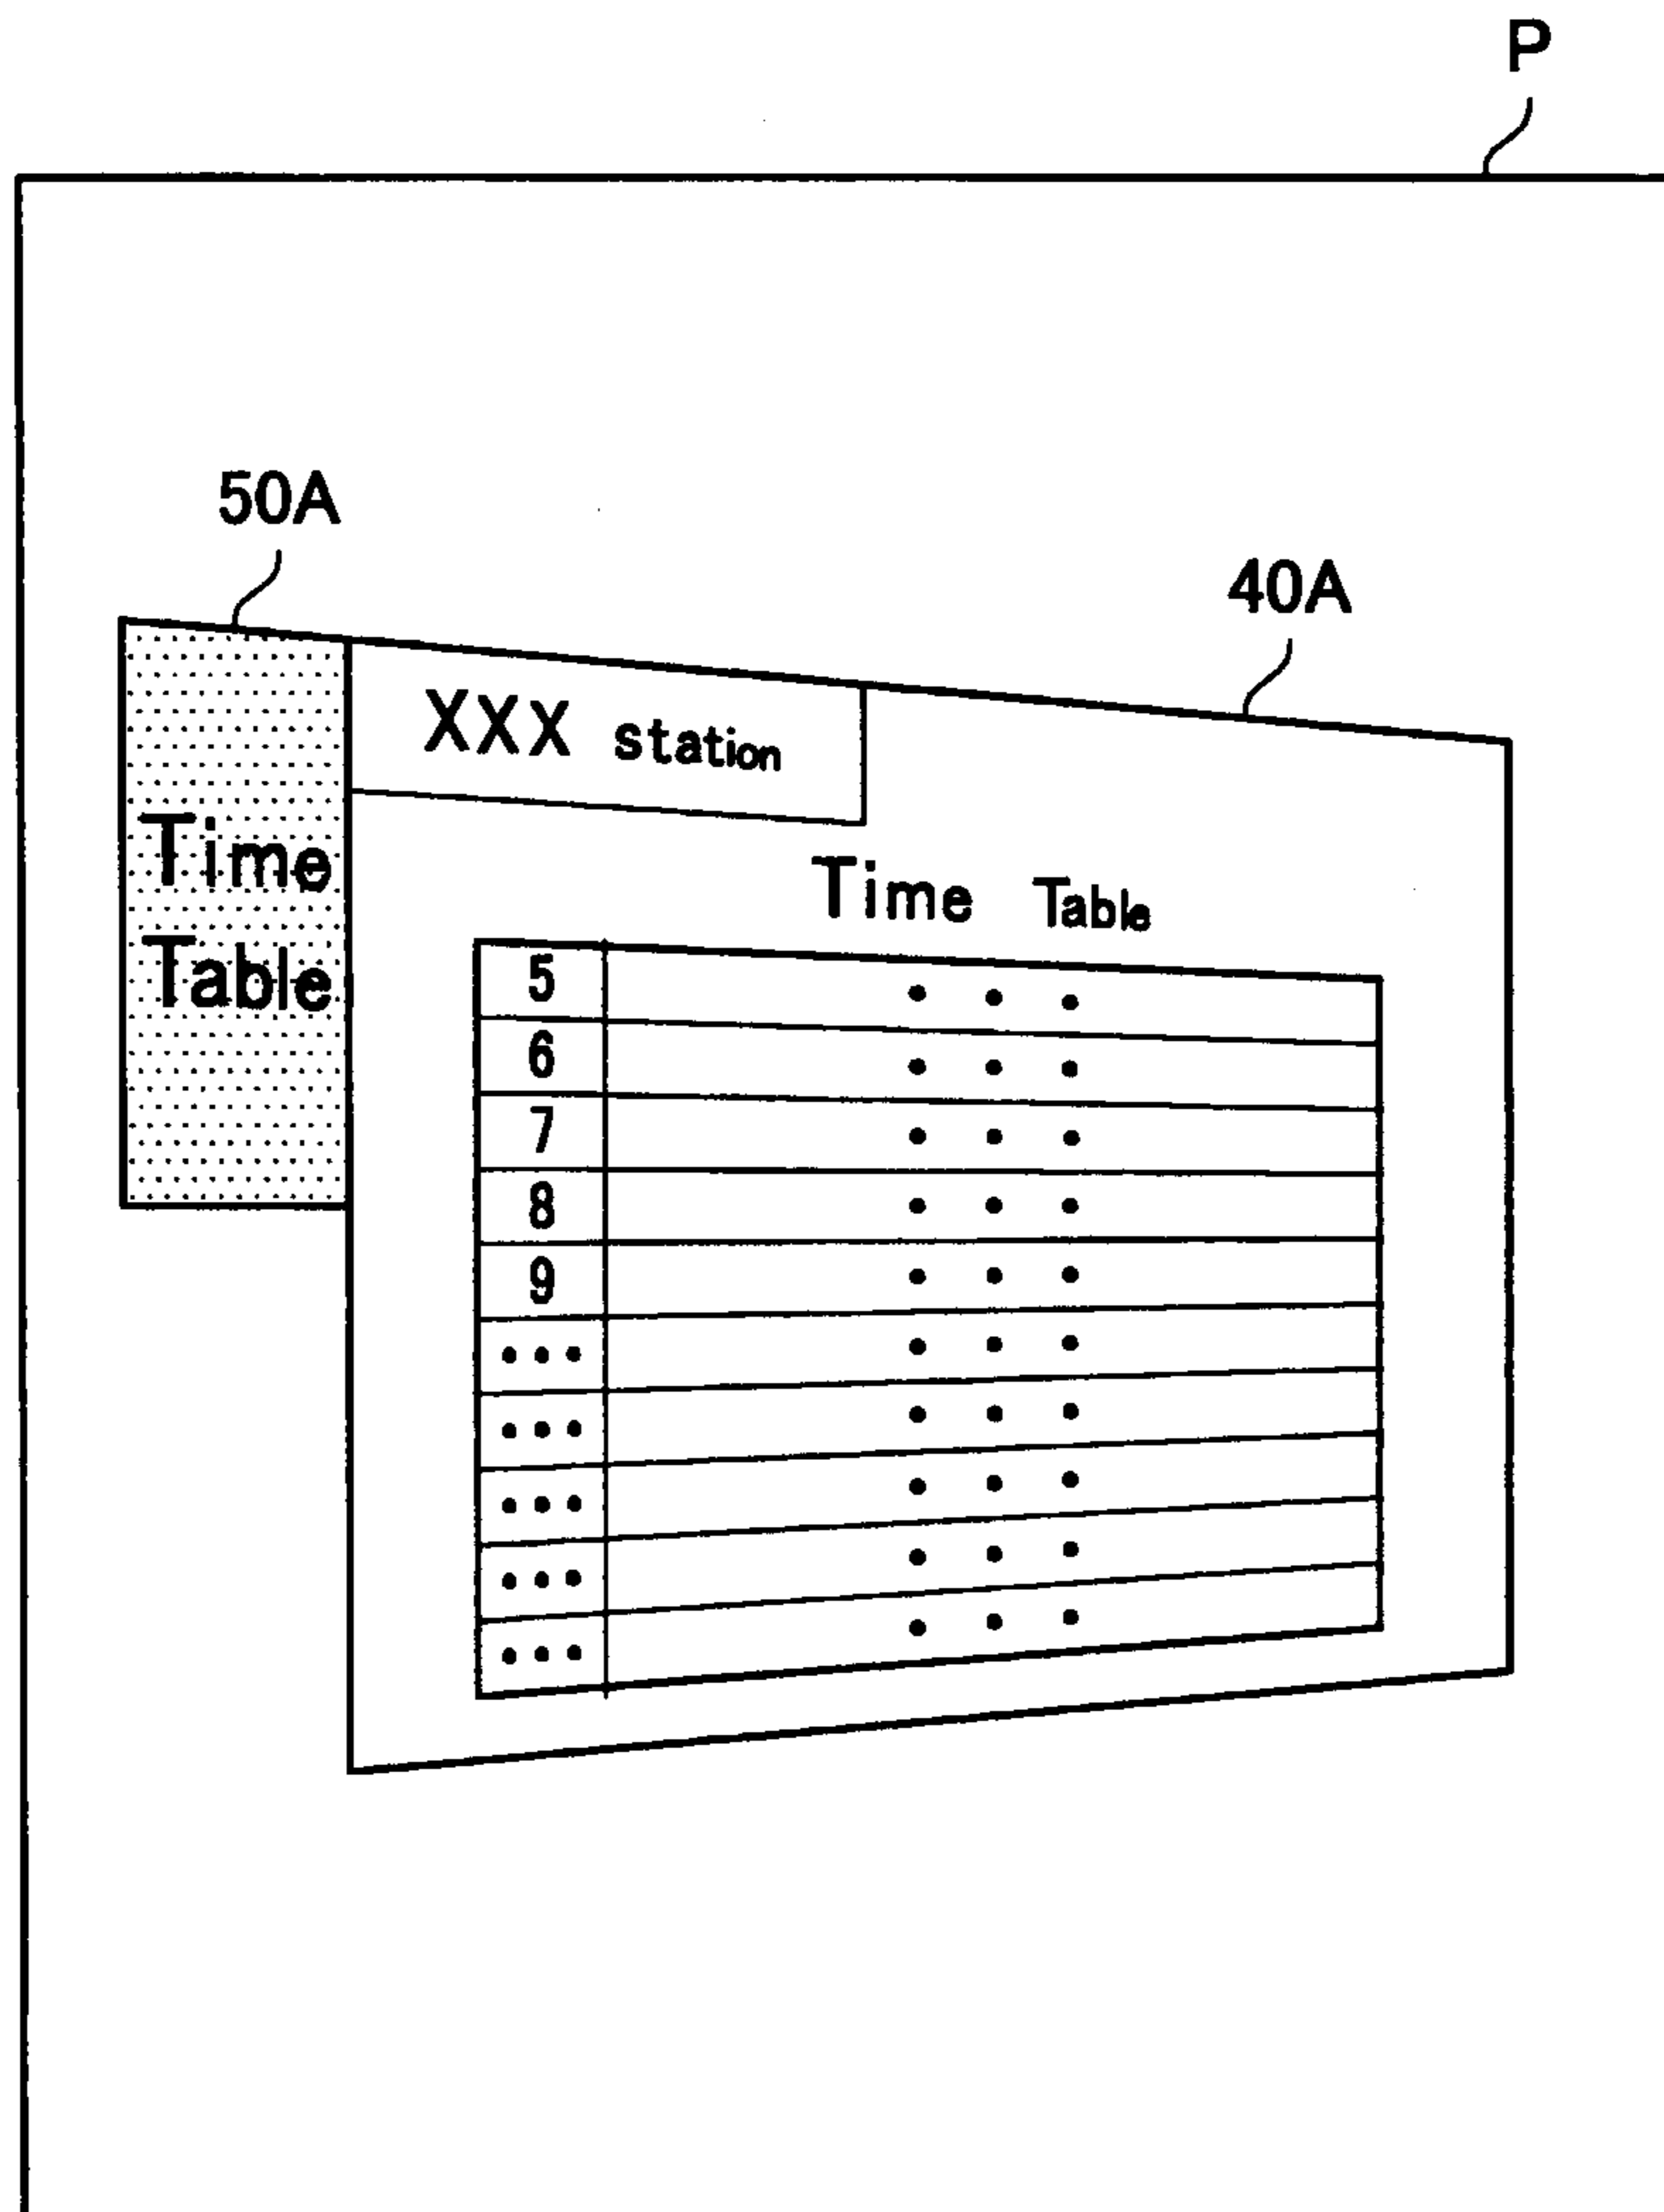 P
50A
40A
XXX station
Time
Table
Time Table
5 • • •
6 • • •
7 • • •
8 • • •
9 • • •
••• • • •
••• • • •
••• • • •
••• • • •
••• • • •